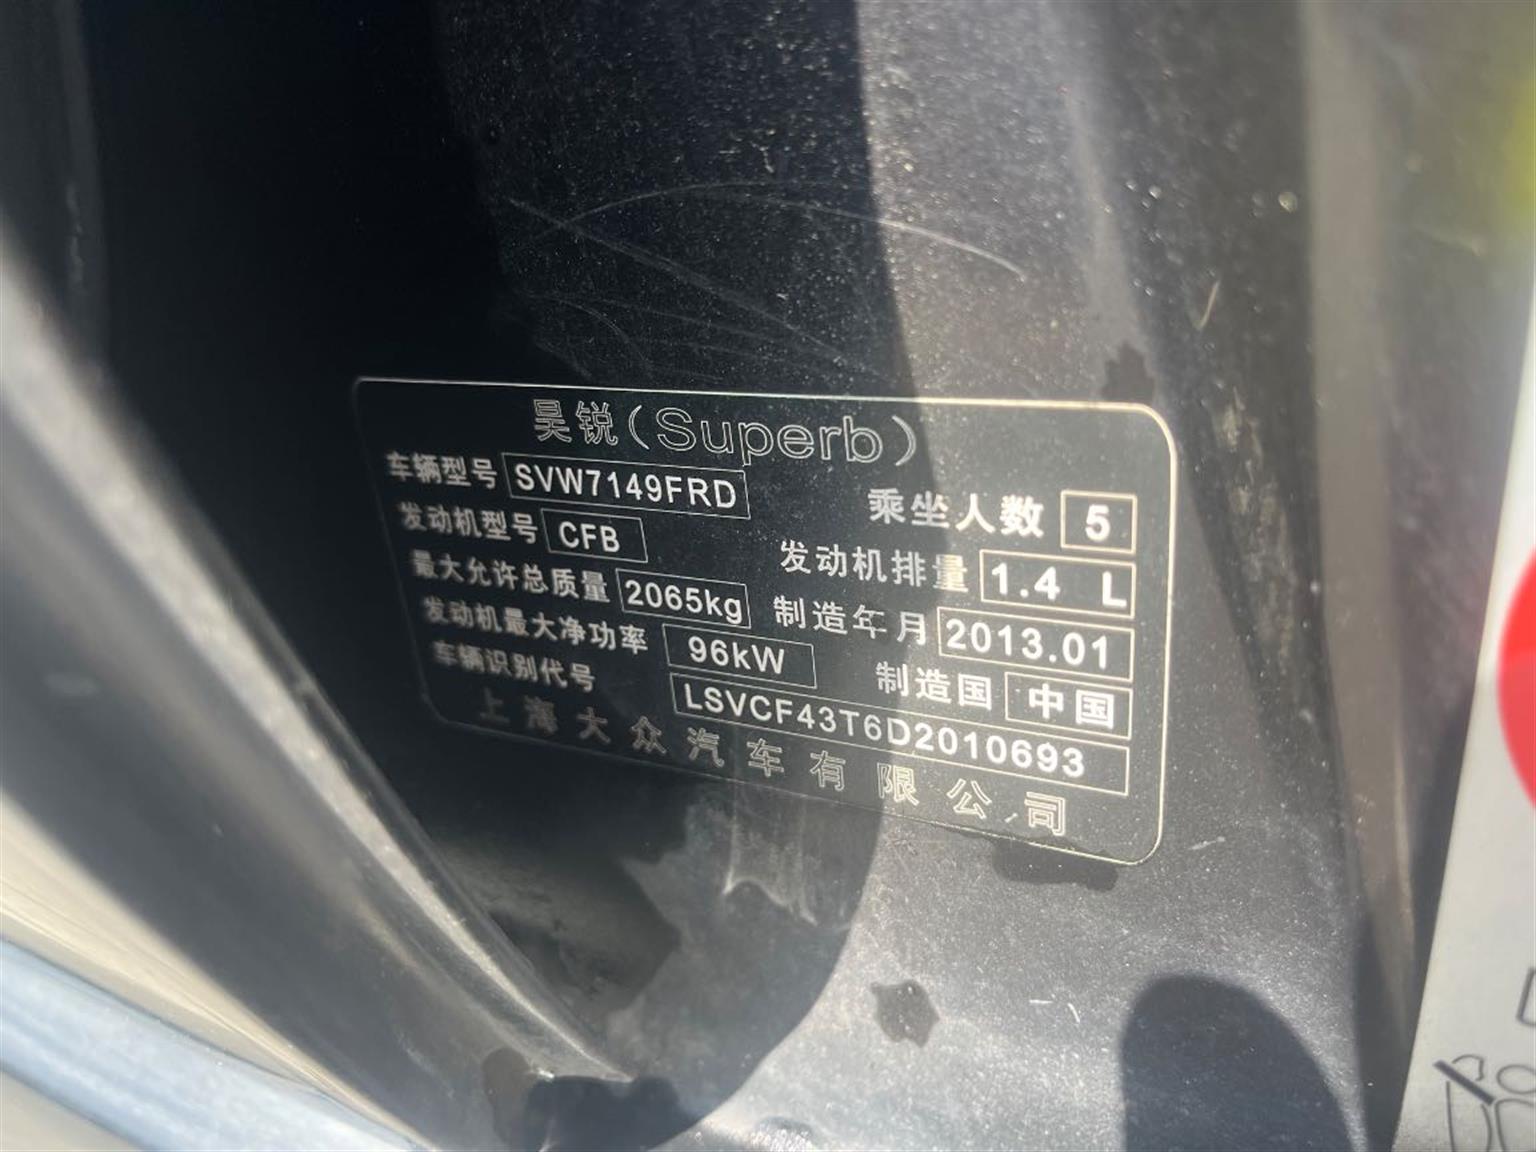 昊锐（Superb）
车辆型号 SVW7149FRD 乘坐人数 5
发动机型号 CFB 发动机排量 1.4 L
最大允许总质量 2065kg 制造年月 2013.01
发动机最大净功率 96kW 制造国 中国
车辆识别代号 LSVCF43T6D2010693
上海大众汽车有限公司